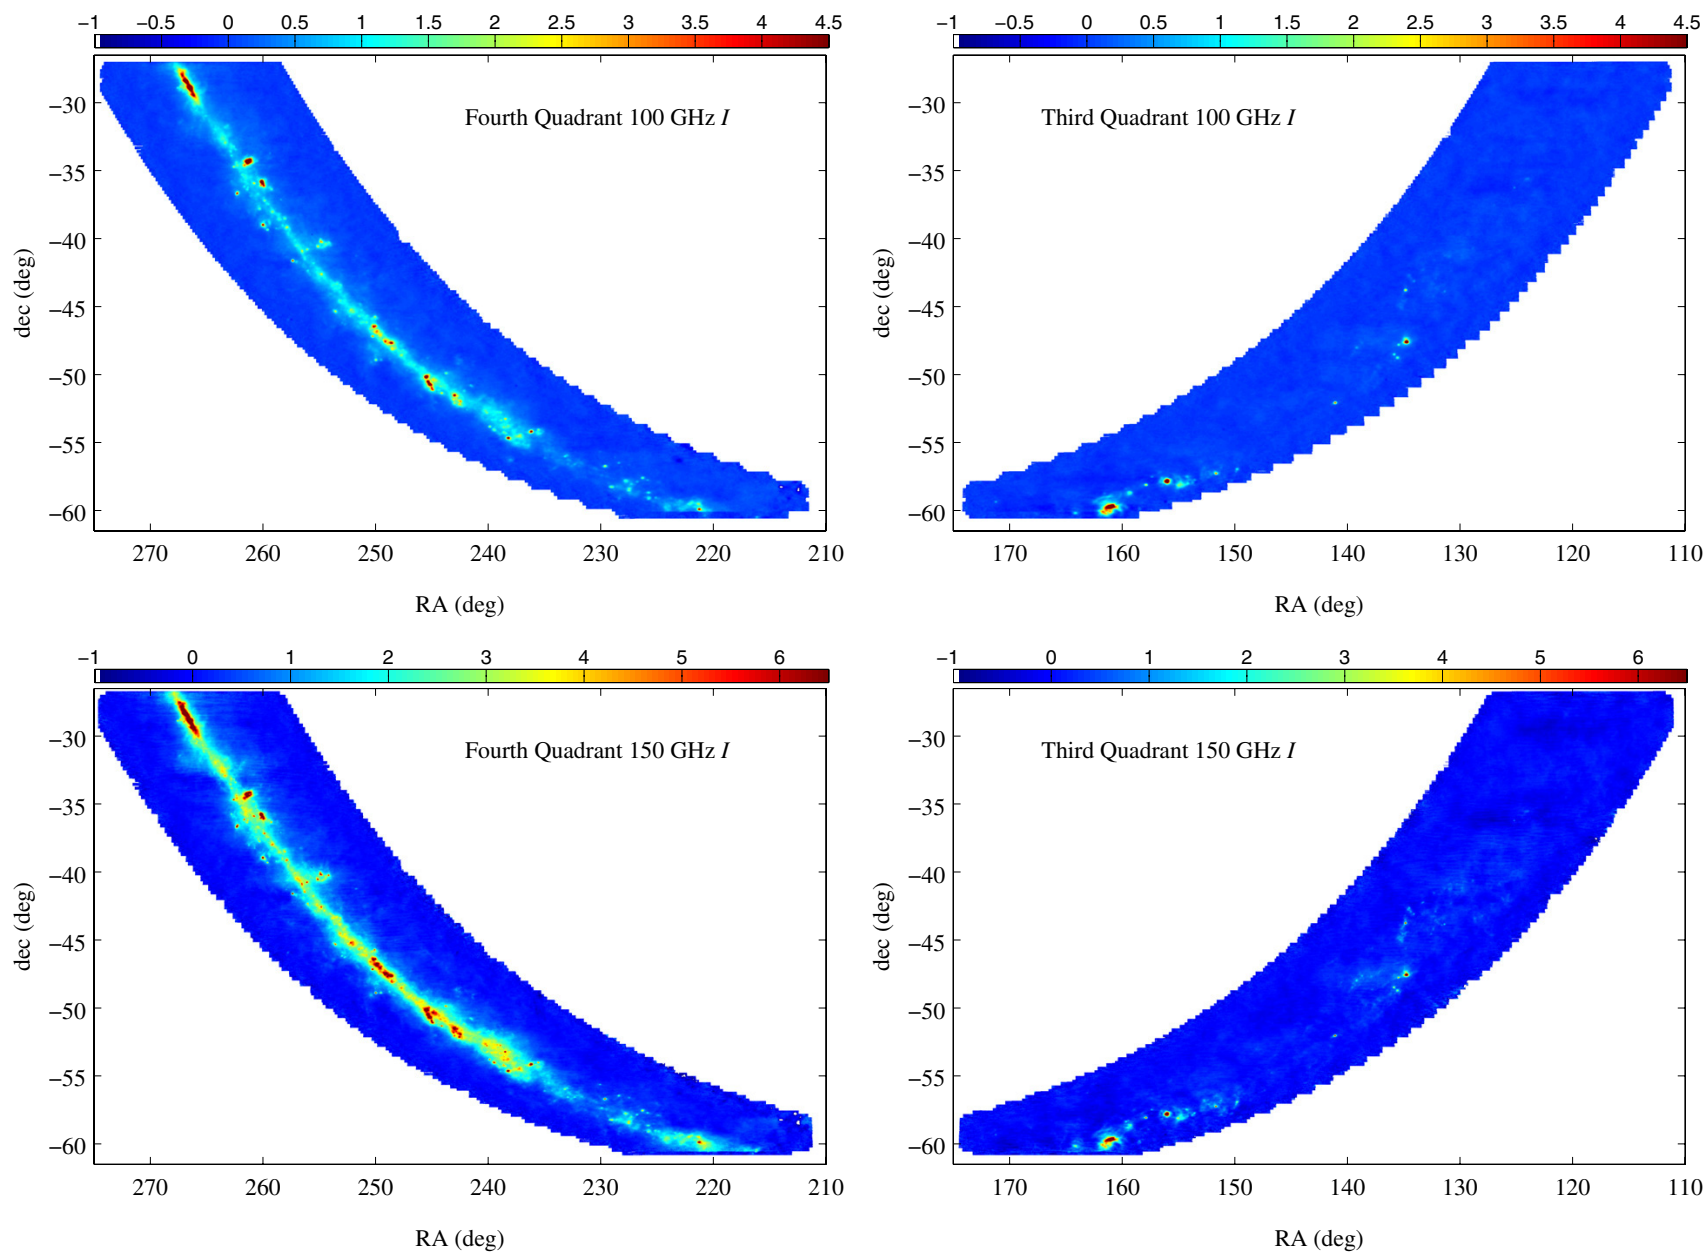 −1 −0.5 0 0.5 1 1.5 2 2.5 3 3.5 4 4.5
Fourth Quadrant 100 GHz I
−30
−35
−40
−45
−50
−55
−60
dec (deg)
270 260 250 240 230 220 210
RA (deg)
−1 −0.5 0 0.5 1 1.5 2 2.5 3 3.5 4 4.5
Third Quadrant 100 GHz I
−30
−35
−40
−45
−50
−55
−60
dec (deg)
170 160 150 140 130 120 110
RA (deg)
−1 0 1 2 3 4 5 6
Fourth Quadrant 150 GHz I
−30
−35
−40
−45
−50
−55
−60
dec (deg)
270 260 250 240 230 220 210
RA (deg)
−1 0 1 2 3 4 5 6
Third Quadrant 150 GHz I
−30
−35
−40
−45
−50
−55
−60
dec (deg)
170 160 150 140 130 120 110
RA (deg)